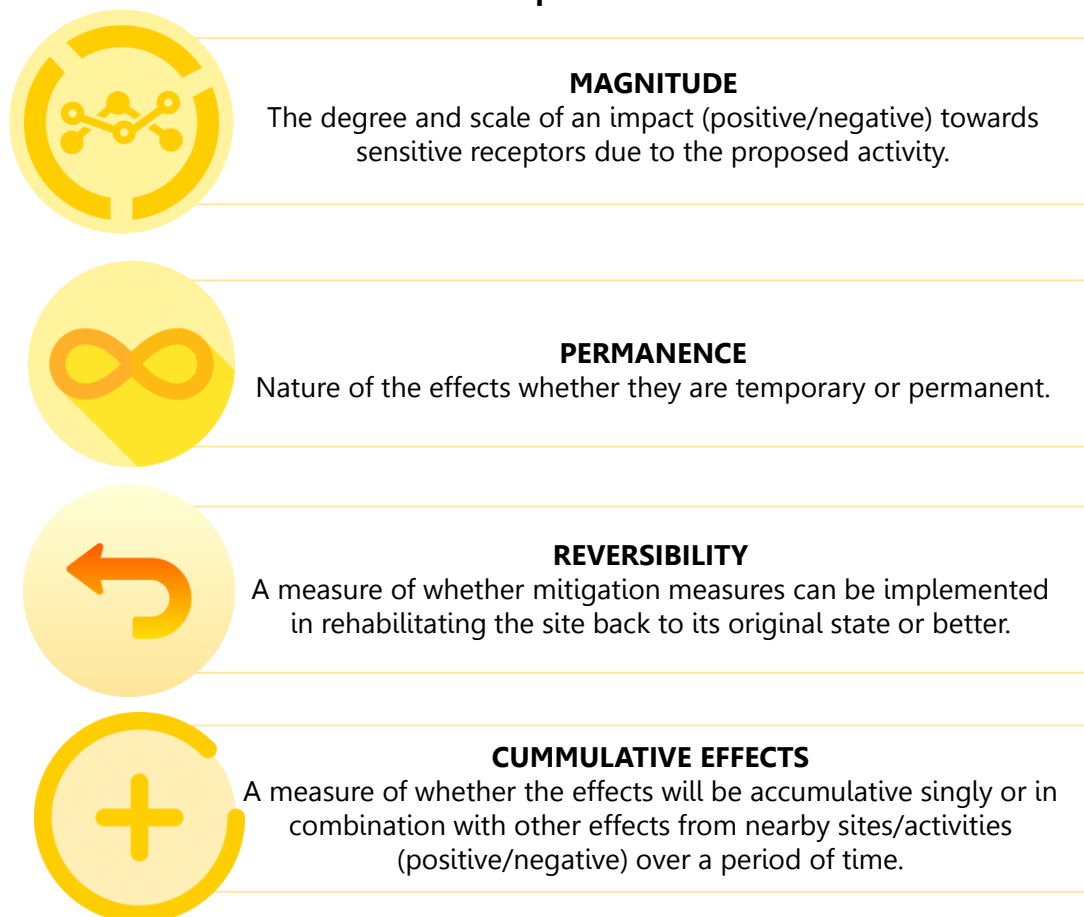 MAGNITUDE
The degree and scale of an impact (positive/negative) towards
sensitive receptors due to the proposed activity.
PERMANENCE
Nature of the effects whether they are temporary or permanent.
REVERSIBILITY
A measure of whether mitigation measures can be implemented
in rehabilitating the site back to its original state or better.
CUMMULATIVE EFFECTS
A measure of whether the effects will be accumulative singly or in
combination with other effects from nearby sites/activities
(positive/negative) over a period of time.